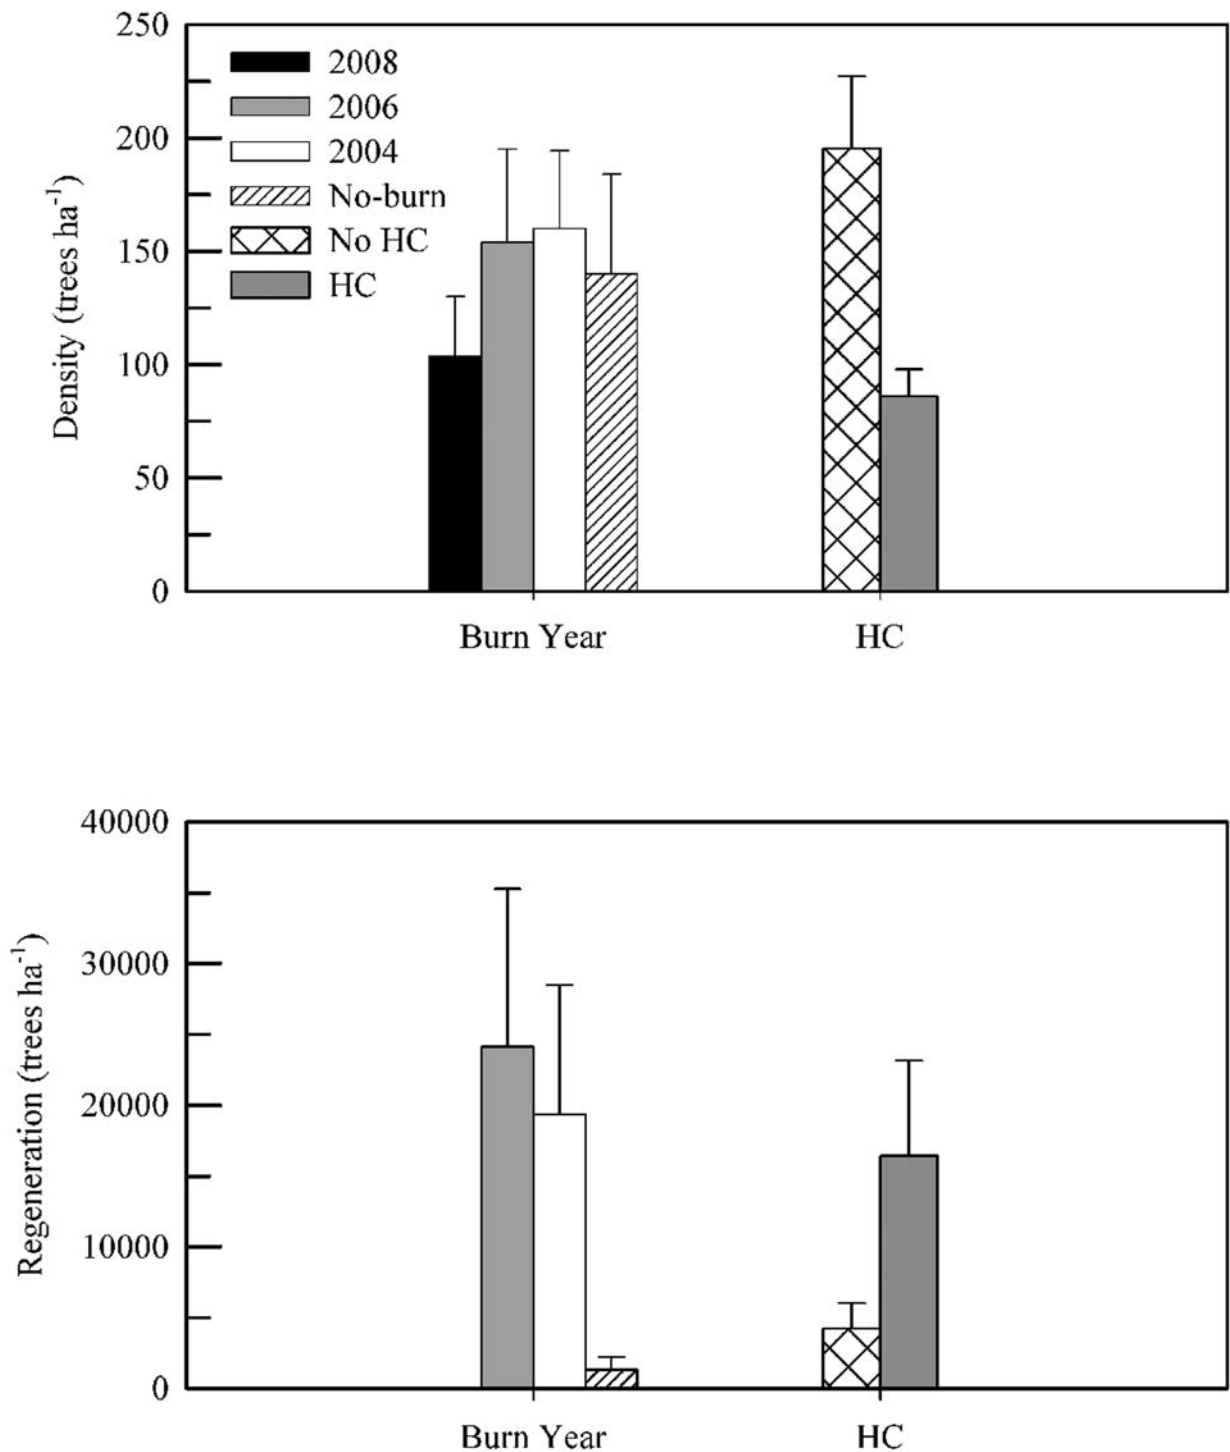 250
200
150
100
50
0
Density (trees ha⁻¹)
2008
2006
2004
No-burn
No HC
HC
Burn Year
HC
40000
30000
20000
10000
0
Regeneration (trees ha⁻¹)
Burn Year
HC